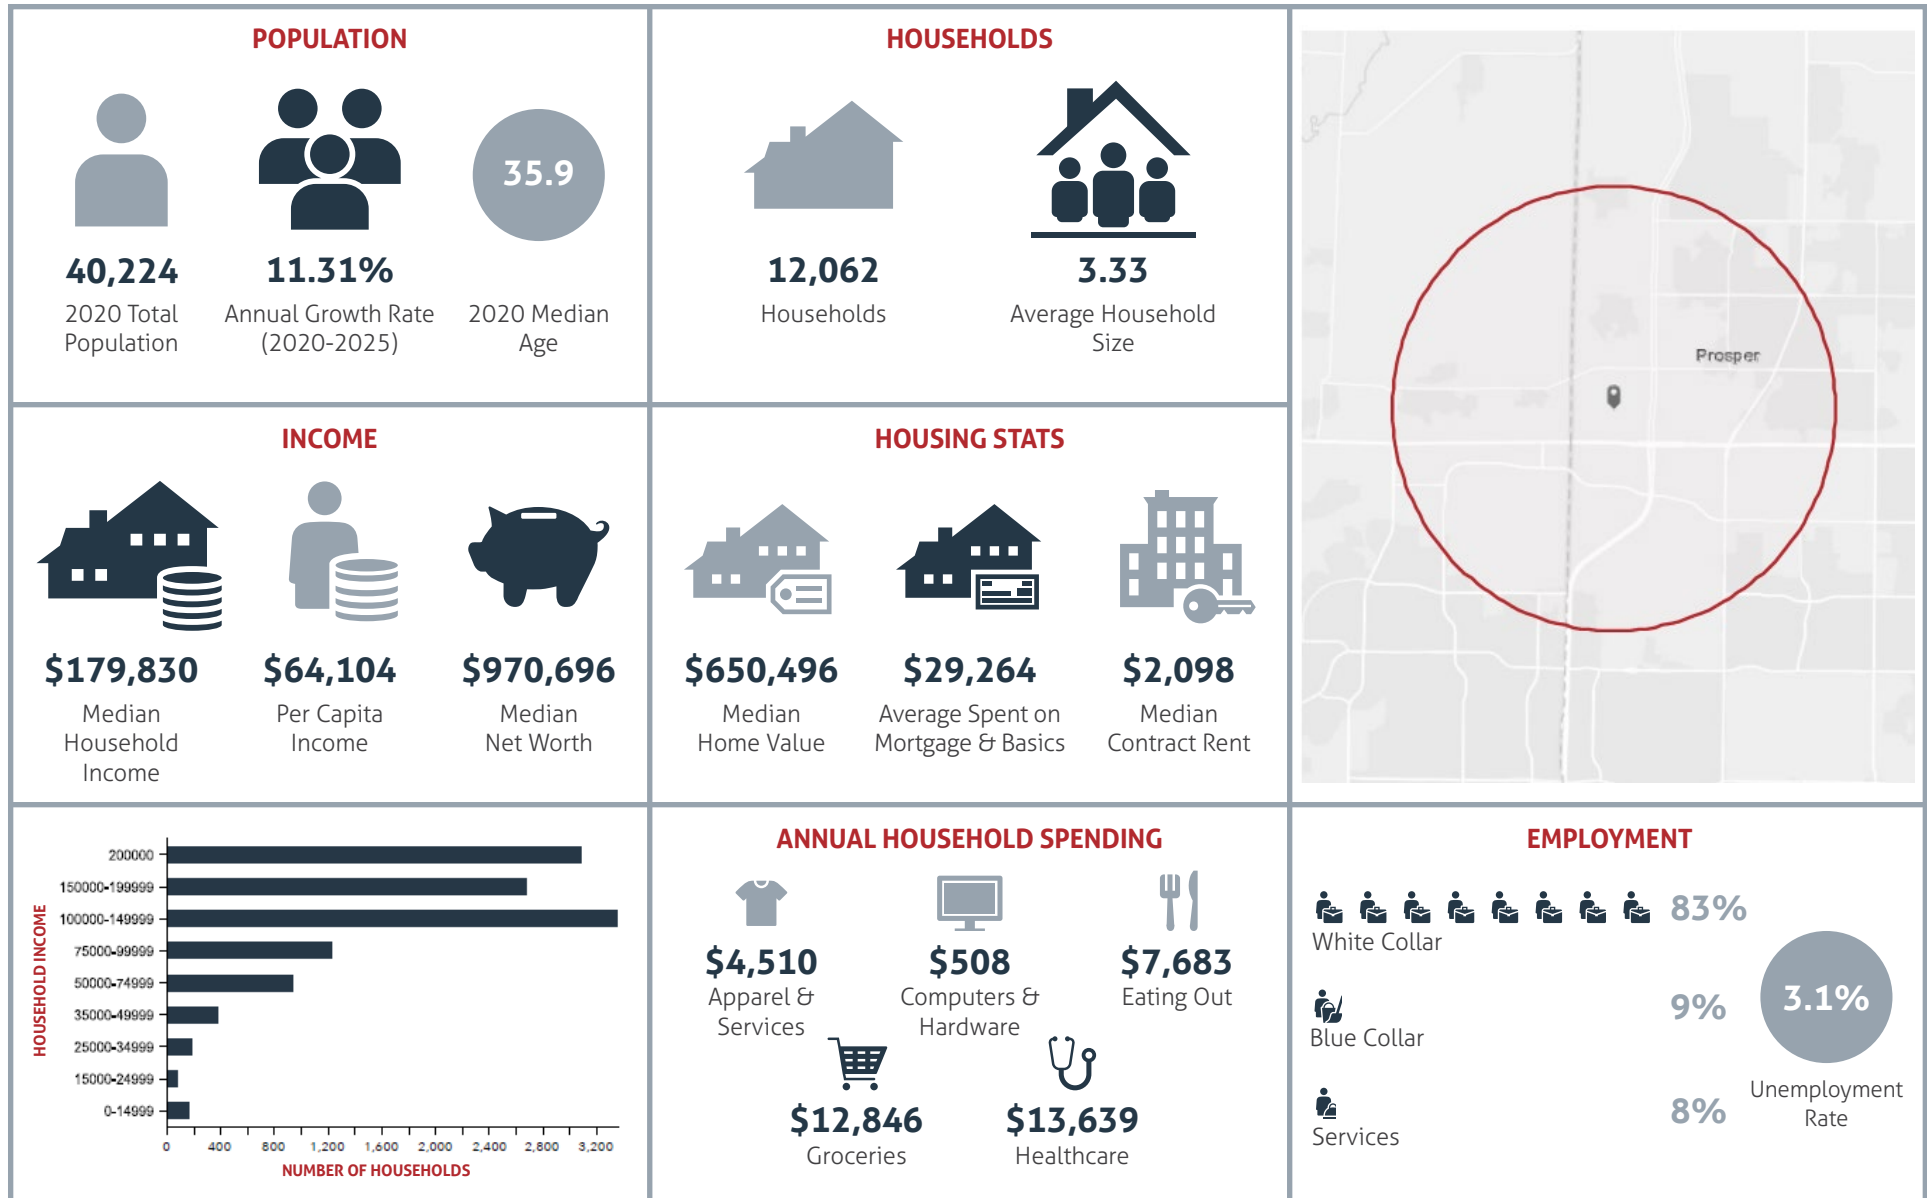 POPULATION
35.9
40,224
2020 Total
Population
11.31%
Annual Growth Rate
(2020-2025)
2020 Median
Age
HOUSEHOLDS
12,062
Households
3.33
Average Household
Size
Prosper
INCOME
$179,830
Median
Household
Income
$64,104
Per Capita
Income
$970,696
Median
Net Worth
HOUSING STATS
$650,496
Median
Home Value
$29,264
Average Spent on
Mortgage & Basics
$2,098
Median
Contract Rent
HOUSEHOLD INCOME
200000
150000-199999
100000-149999
75000-99999
50000-74999
35000-49999
25000-34999
15000-24999
0-14999
0 400 800 1,200 1,600 2,000 2,400 2,800 3,200
NUMBER OF HOUSEHOLDS
ANNUAL HOUSEHOLD SPENDING
$4,510
Apparel &
Services
$508
Computers &
Hardware
$7,683
Eating Out
$12,846
Groceries
$13,639
Healthcare
EMPLOYMENT
83%
White Collar
9%
Blue Collar
8%
Services
3.1%
Unemployment
Rate